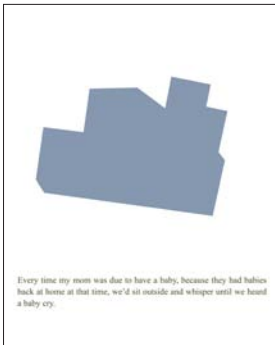 Every time my mom was due to have a baby, because they had babies
back at home at that time, we'd sit outside and whisper until we heard
a baby cry.